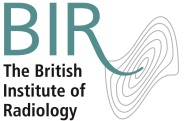 BIR
The British
Institute of
Radiology